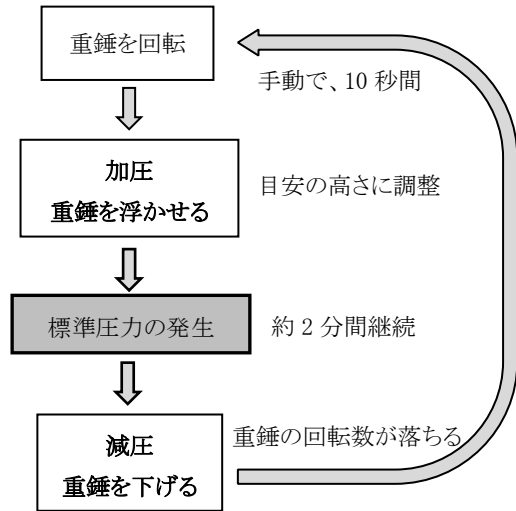 重錘を回転
手動で、10 秒間
加圧
重錘を浮かせる
目安の高さに調整
標準圧力の発生
約 2 分間継続
減圧
重錘を下げる
重錘の回転数が落ちる